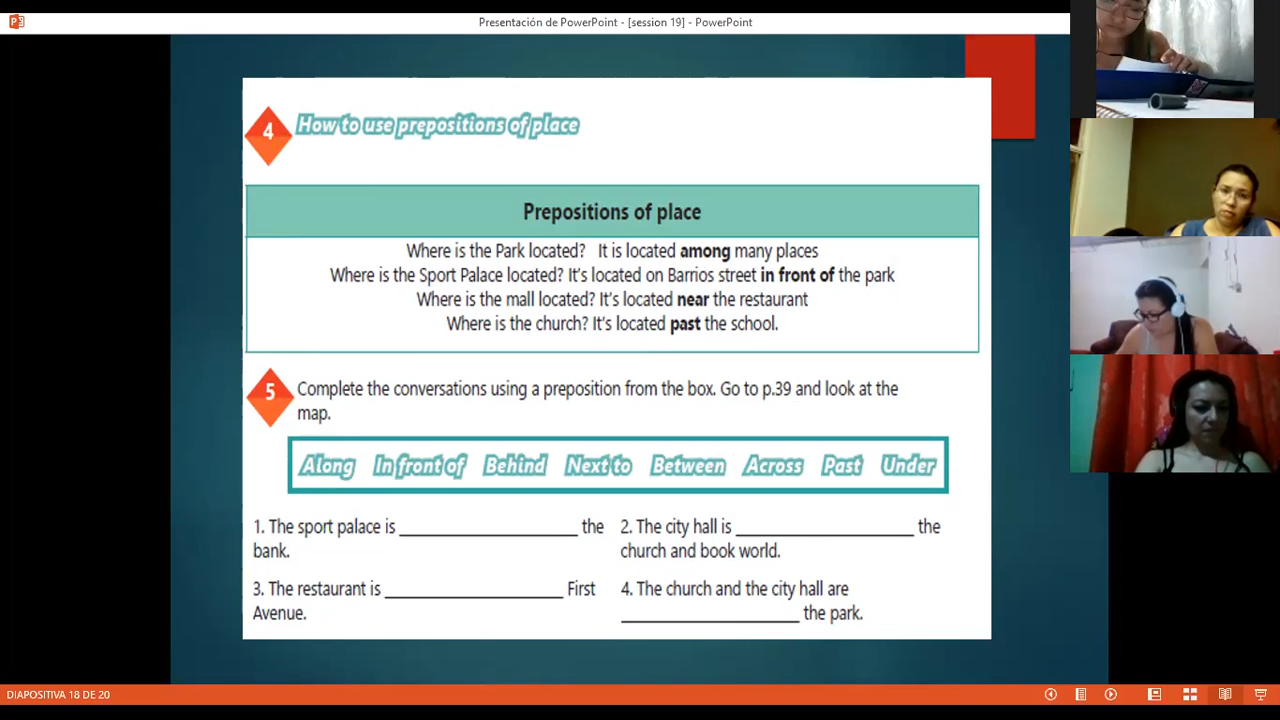 Presentación de PowerPoint - [session 19] - PowerPoint
4
How to use prepositions of place
Prepositions of place
Where is the Park located? It is located among many places
Where is the Sport Palace located? It's located on Barrios street in front of the park
Where is the mall located? It's located near the restaurant
Where is the church? It's located past the school.
5
Complete the conversations using a preposition from the box. Go to p.39 and look at the
map.
Along In front of Behind Next to Between Across Past Under
1. The sport palace is ____________________ the
bank.
2. The city hall is ____________________ the
church and book world.
3. The restaurant is ____________________ First
Avenue.
4. The church and the city hall are
____________________ the park.
DIAPOSITIVA 18 DE 20